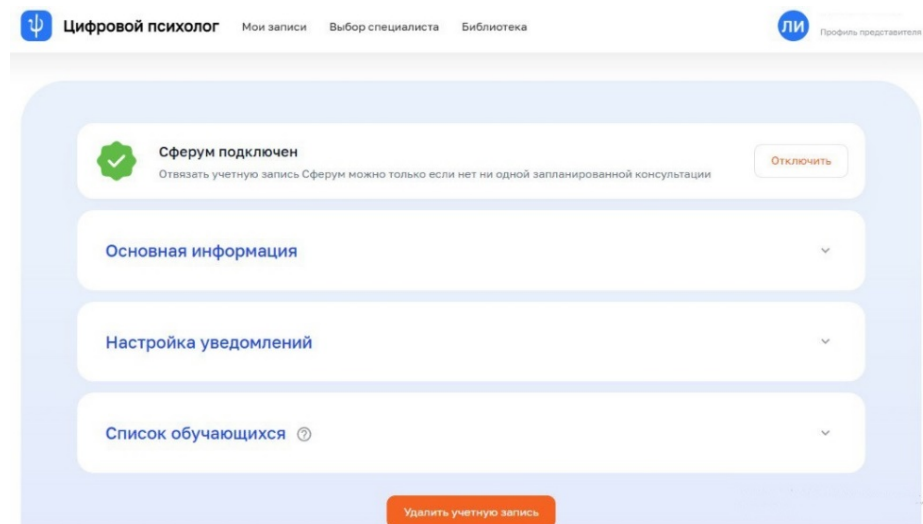 Цифровой психолог Мои записи Выбор специалиста Библиотека ЛИ Профиль представителя
Сферум подключен
Отвязать учетную запись Сферум можно только если нет ни одной запланированной консультации
Отключить
Основная информация
Настройка уведомлений
Список обучающихся
Удалить учетную запись